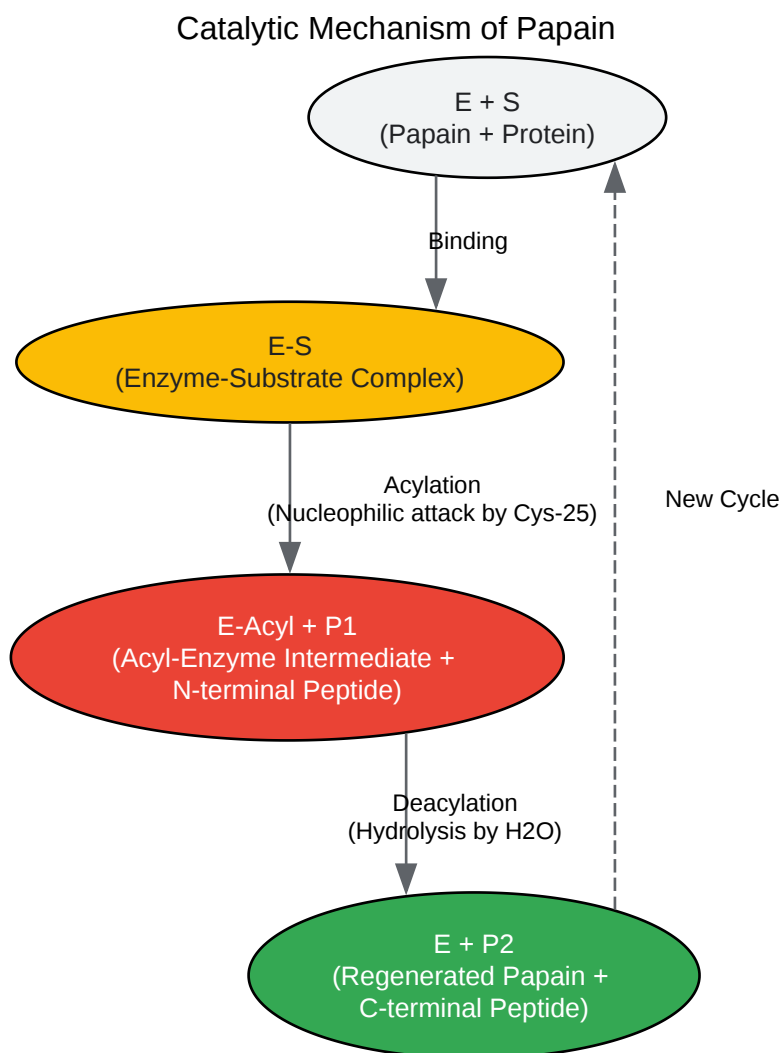 Catalytic Mechanism of Papain
E + S
(Papain + Protein)
Binding
E-S
(Enzyme-Substrate Complex)
Acylation
(Nucleophilic attack by Cys-25)
New Cycle
E-Acyl + P1
(Acyl-Enzyme Intermediate +
N-terminal Peptide)
Deacylation
(Hydrolysis by H2O)
E + P2
(Regenerated Papain +
C-terminal Peptide)